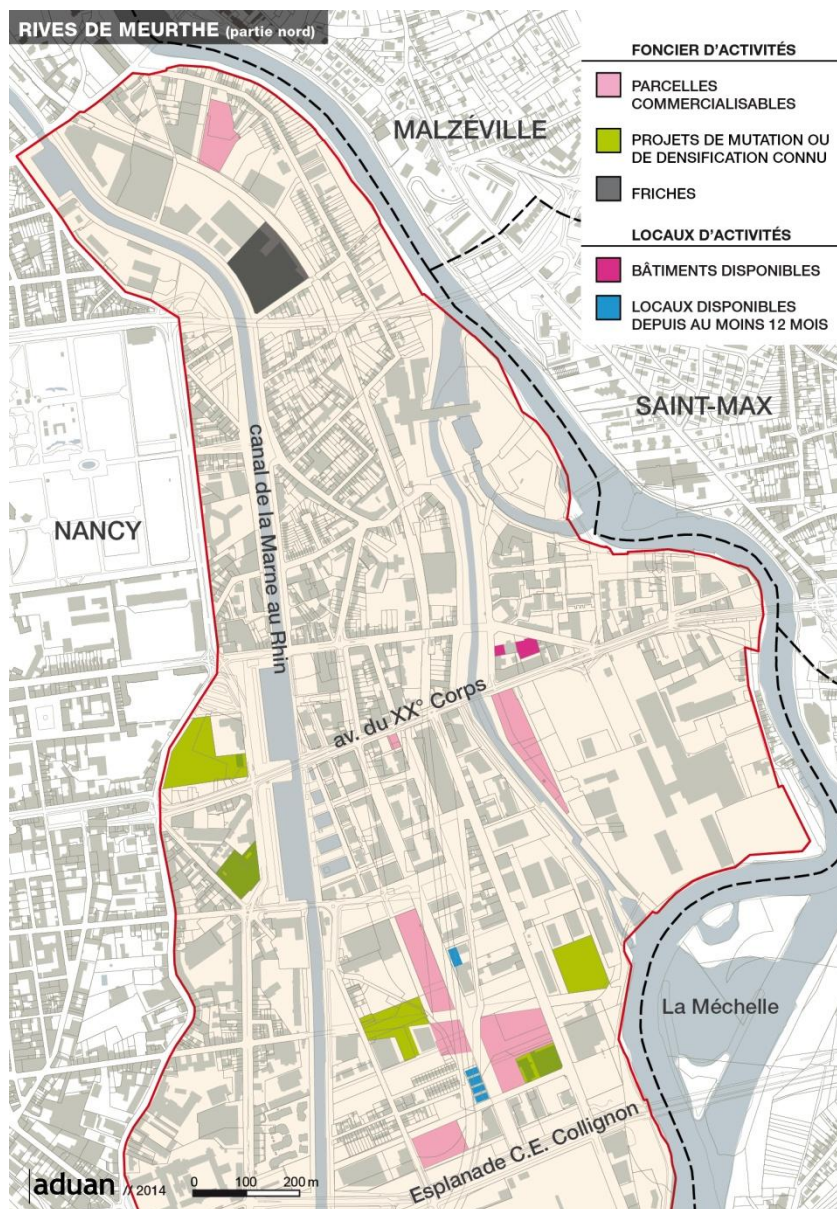 RIVES DE MEURTHE (partie nord)
FONCIER D'ACTIVITÉS
PARCELLES
COMMERCIALISABLES
PROJETS DE MUTATION OU
DE DENSIFICATION CONNU
FRICHES
LOCAUX D'ACTIVITÉS
BÂTIMENTS DISPONIBLES
LOCAUX DISPONIBLES
DEPUIS AU MOINS 12 MOIS
MALZÉVILLE
SAINT-MAX
NANCY
canal de la Marne au Rhin
av. du XX° Corps
La Méchelle
Esplanade C.E. Collignon
aduan // 2014
0 100 200 m